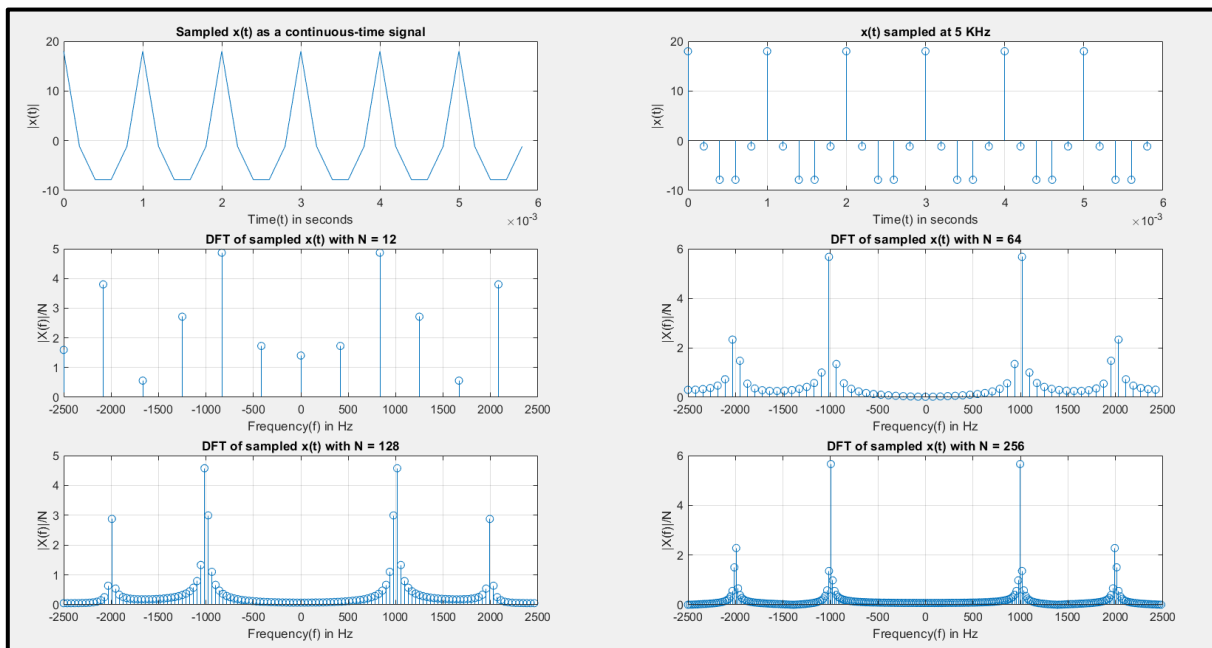 Sampled x(t) as a continuous-time signal
|x(t)|
20
10
0
-10
0 1 2 3 4 5 6
Time(t) in seconds
×10⁻³
x(t) sampled at 5 KHz
|x(t)|
20
10
0
-10
0 1 2 3 4 5 6
Time(t) in seconds
×10⁻³
DFT of sampled x(t) with N = 12
|X(f)|/N
5
4
3
2
1
0
-2500 -2000 -1500 -1000 -500 0 500 1000 1500 2000 2500
Frequency(f) in Hz
DFT of sampled x(t) with N = 64
|X(f)|/N
6
4
2
0
-2500 -2000 -1500 -1000 -500 0 500 1000 1500 2000 2500
Frequency(f) in Hz
DFT of sampled x(t) with N = 128
|X(f)|/N
5
4
3
2
1
0
-2500 -2000 -1500 -1000 -500 0 500 1000 1500 2000 2500
Frequency(f) in Hz
DFT of sampled x(t) with N = 256
|X(f)|/N
6
4
2
0
-2500 -2000 -1500 -1000 -500 0 500 1000 1500 2000 2500
Frequency(f) in Hz